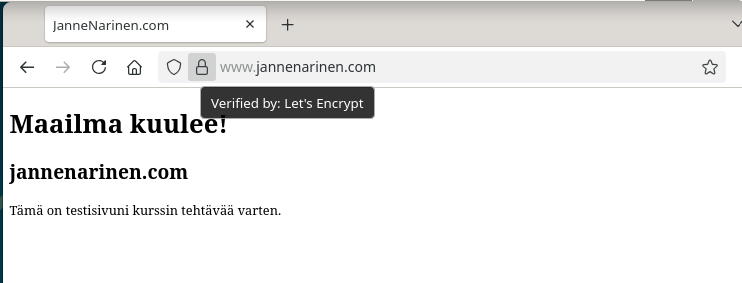 JanneNarinen.com
www.jannenarinen.com
Verified by: Let's Encrypt
Maailma kuulee!
jannenarinen.com
Tämä on testisivuni kurssin tehtävää varten.